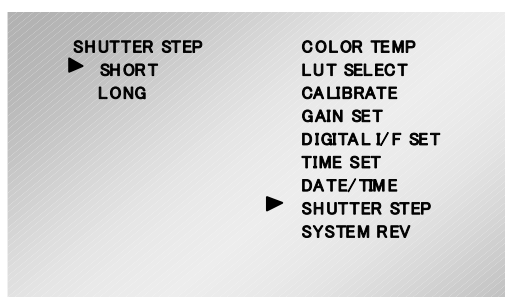 SHUTTER STEP
SHORT
LONG
COLOR TEMP
LUT SELECT
CALIBRATE
GAIN SET
DIGITAL I/F SET
TIME SET
DATE/TIME
SHUTTER STEP
SYSTEM REV